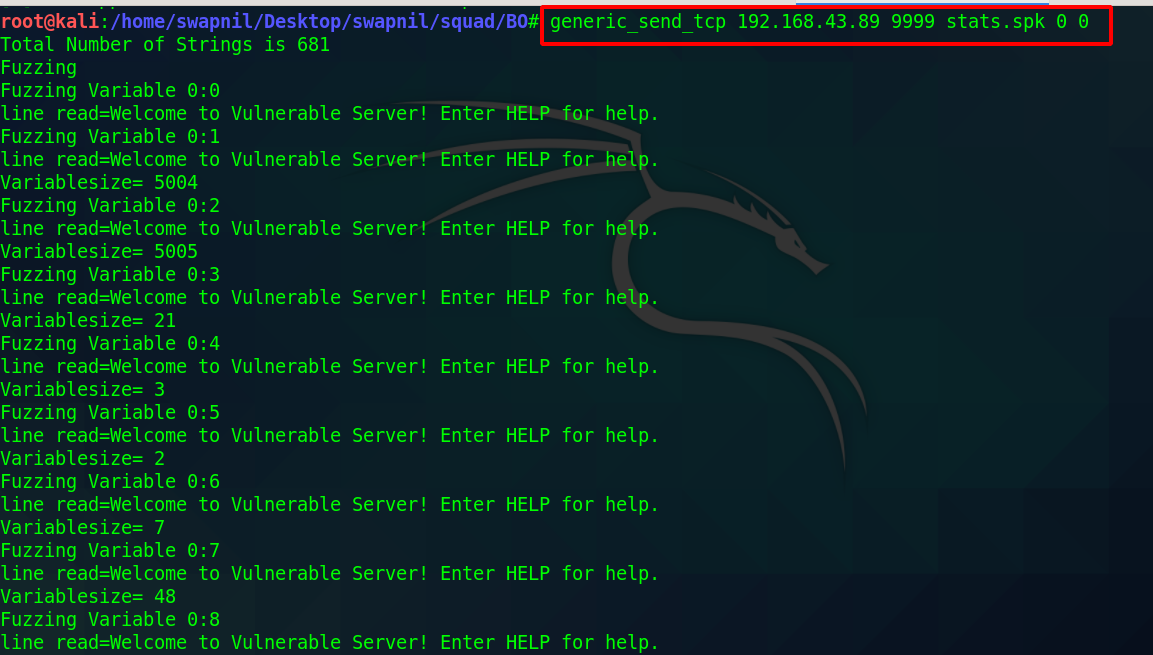 root@kali:/home/swapnil/Desktop/swapnil/squad/BO# generic_send_tcp 192.168.43.89 9999 stats.spk 0 0
Total Number of Strings is 681
Fuzzing
Fuzzing Variable 0:0
line read=Welcome to Vulnerable Server! Enter HELP for help.
Fuzzing Variable 0:1
line read=Welcome to Vulnerable Server! Enter HELP for help.
Variablesize= 5004
Fuzzing Variable 0:2
line read=Welcome to Vulnerable Server! Enter HELP for help.
Variablesize= 5005
Fuzzing Variable 0:3
line read=Welcome to Vulnerable Server! Enter HELP for help.
Variablesize= 21
Fuzzing Variable 0:4
line read=Welcome to Vulnerable Server! Enter HELP for help.
Variablesize= 3
Fuzzing Variable 0:5
line read=Welcome to Vulnerable Server! Enter HELP for help.
Variablesize= 2
Fuzzing Variable 0:6
line read=Welcome to Vulnerable Server! Enter HELP for help.
Variablesize= 7
Fuzzing Variable 0:7
line read=Welcome to Vulnerable Server! Enter HELP for help.
Variablesize= 48
Fuzzing Variable 0:8
line read=Welcome to Vulnerable Server! Enter HELP for help.